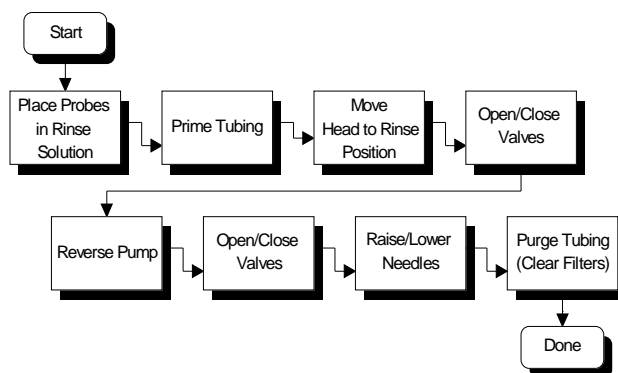 Start
Place Probes
in Rinse
Solution
Prime Tubing
Move
Head to Rinse
Position
Open/Close
Valves
Reverse Pump
Open/Close
Valves
Raise/Lower
Needles
Purge Tubing
(Clear Filters)
Done